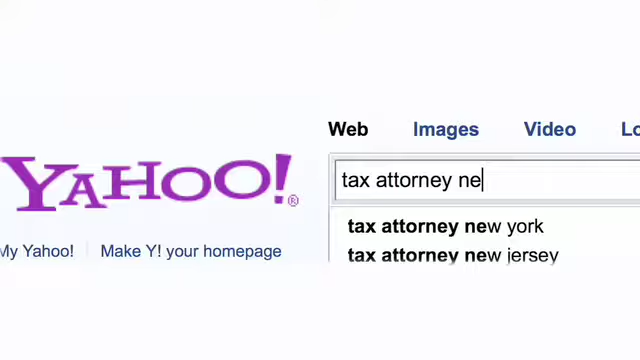 Web Images Video
YAHOO!®
tax attorney ne
tax attorney new york
My Yahoo! Make Y! your homepage
tax attorney new jersey